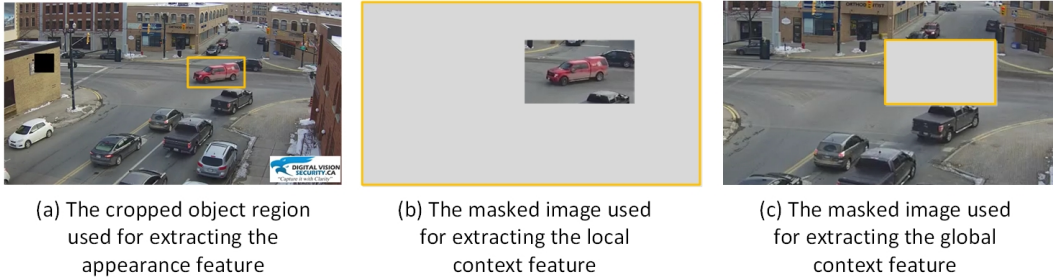 DIGITAL VISION
SECURITY.CA
"Capture it with Clarity"
(a) The cropped object region
used for extracting the
appearance feature
(b) The masked image used
for extracting the local
context feature
(c) The masked image used
for extracting the global
context feature